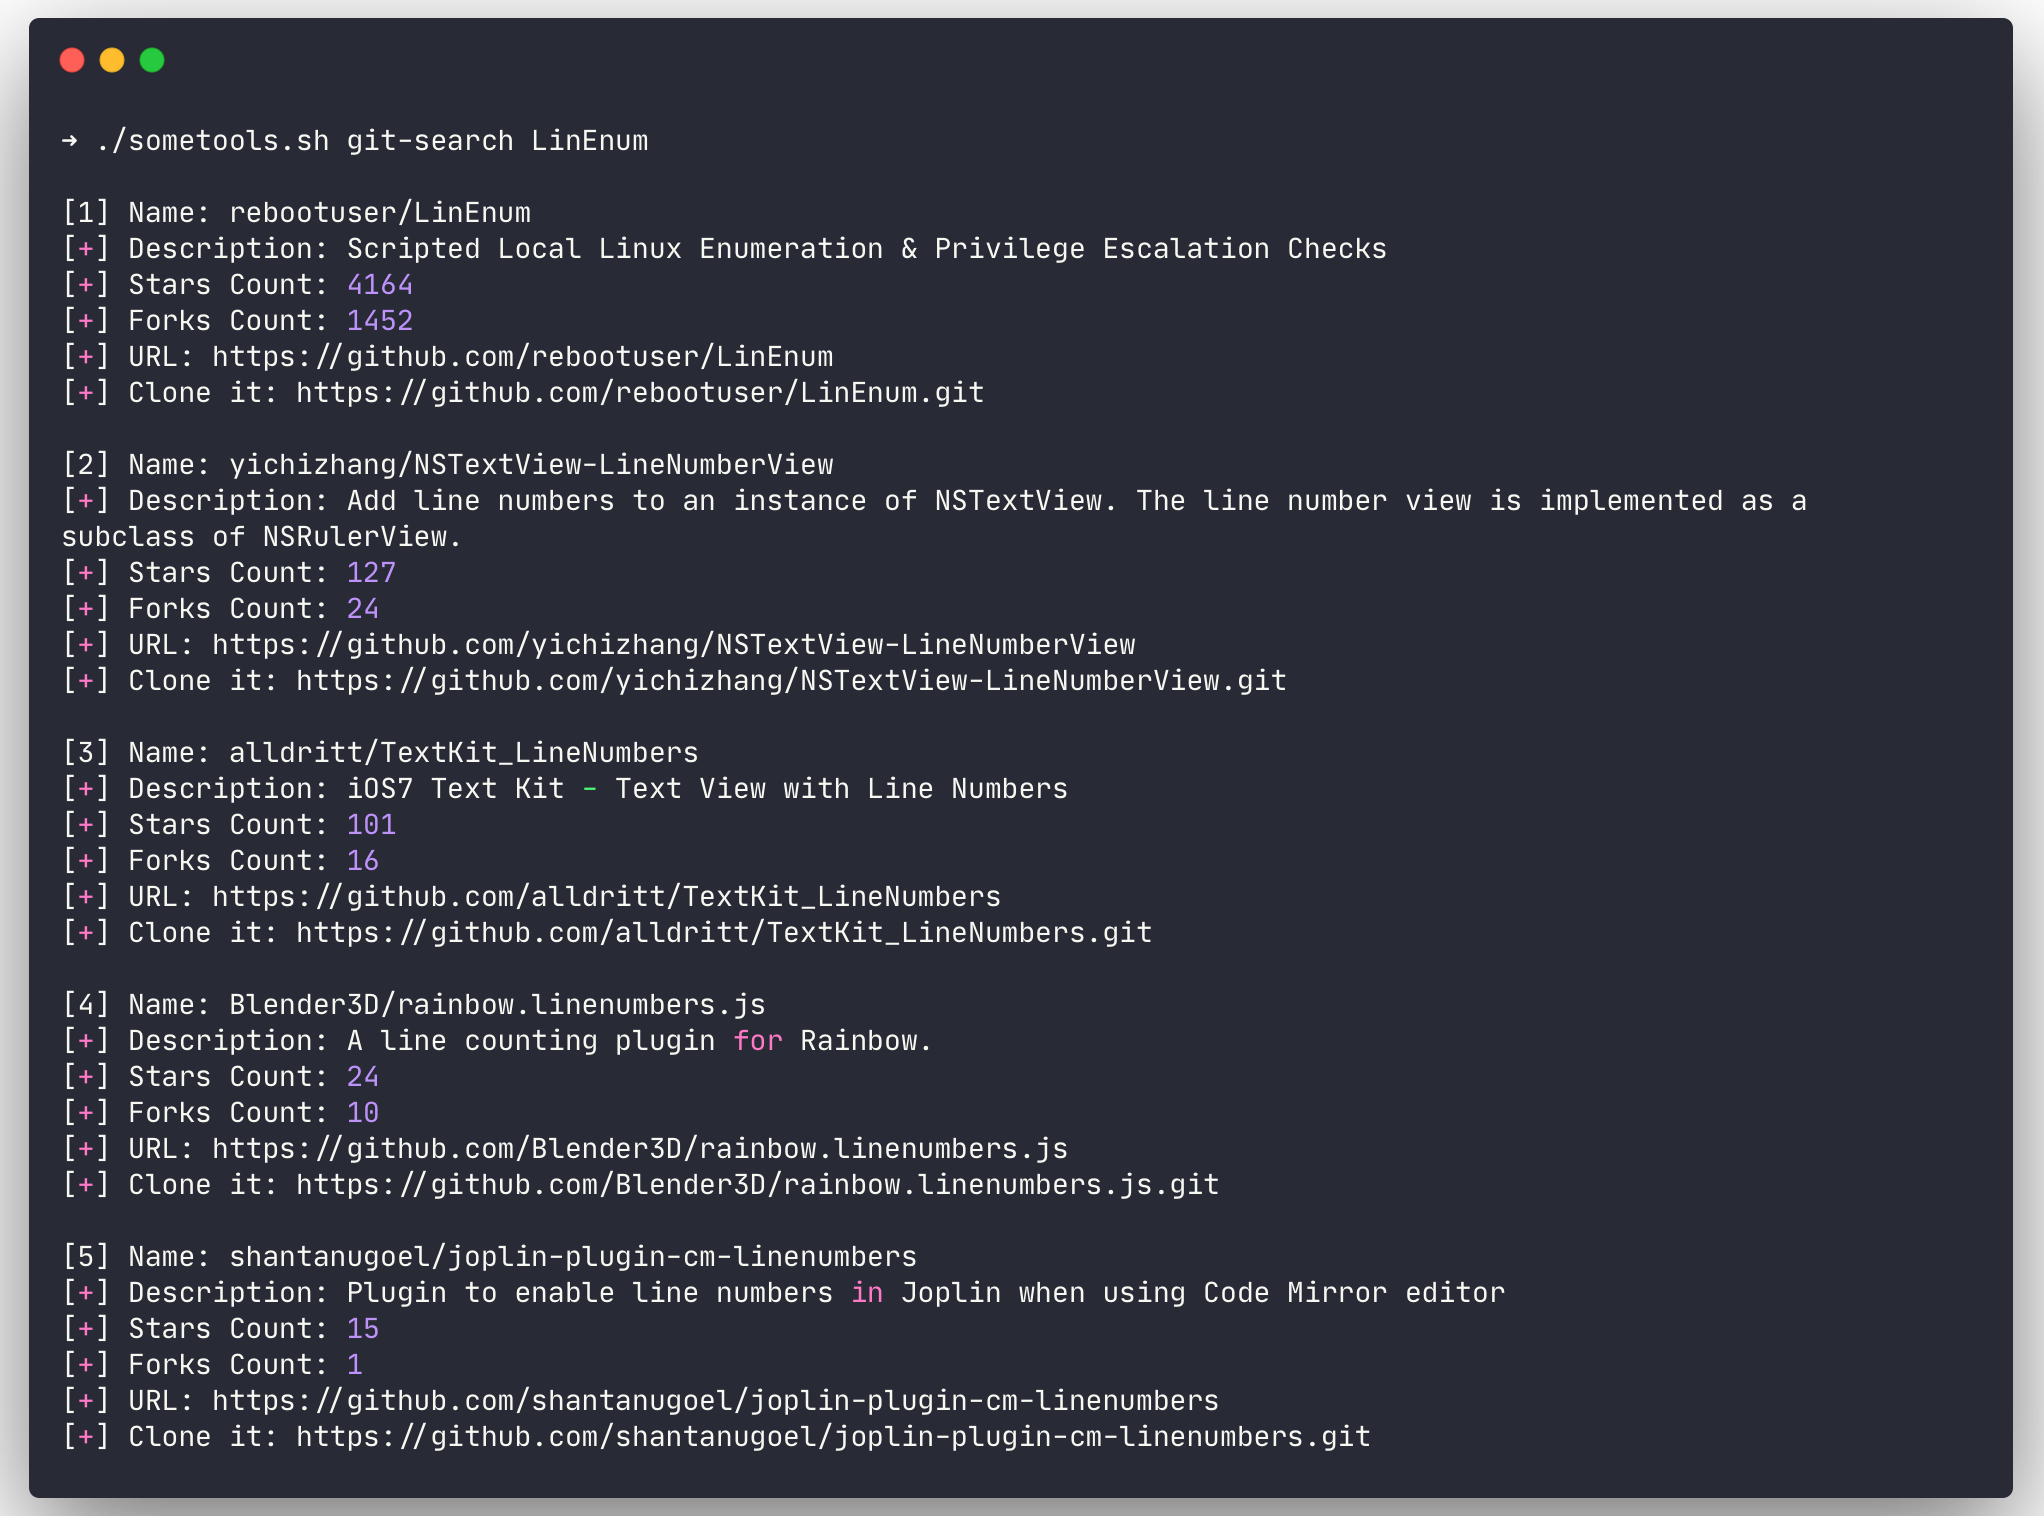 ➜ ./sometools.sh git-search LinEnum
[1] Name: rebootuser/LinEnum
[+] Description: Scripted Local Linux Enumeration & Privilege Escalation Checks
[+] Stars Count: 4164
[+] Forks Count: 1452
[+] URL: https://github.com/rebootuser/LinEnum
[+] Clone it: https://github.com/rebootuser/LinEnum.git
[2] Name: yichizhang/NSTextView-LineNumberView
[+] Description: Add line numbers to an instance of NSTextView. The line number view is implemented as a
subclass of NSRulerView.
[+] Stars Count: 127
[+] Forks Count: 24
[+] URL: https://github.com/yichizhang/NSTextView-LineNumberView
[+] Clone it: https://github.com/yichizhang/NSTextView-LineNumberView.git
[3] Name: alldritt/TextKit_LineNumbers
[+] Description: iOS7 Text Kit - Text View with Line Numbers
[+] Stars Count: 101
[+] Forks Count: 16
[+] URL: https://github.com/alldritt/TextKit_LineNumbers
[+] Clone it: https://github.com/alldritt/TextKit_LineNumbers.git
[4] Name: Blender3D/rainbow.linenumbers.js
[+] Description: A line counting plugin for Rainbow.
[+] Stars Count: 24
[+] Forks Count: 10
[+] URL: https://github.com/Blender3D/rainbow.linenumbers.js
[+] Clone it: https://github.com/Blender3D/rainbow.linenumbers.js.git
[5] Name: shantanugoel/joplin-plugin-cm-linenumbers
[+] Description: Plugin to enable line numbers in Joplin when using Code Mirror editor
[+] Stars Count: 15
[+] Forks Count: 1
[+] URL: https://github.com/shantanugoel/joplin-plugin-cm-linenumbers
[+] Clone it: https://github.com/shantanugoel/joplin-plugin-cm-linenumbers.git